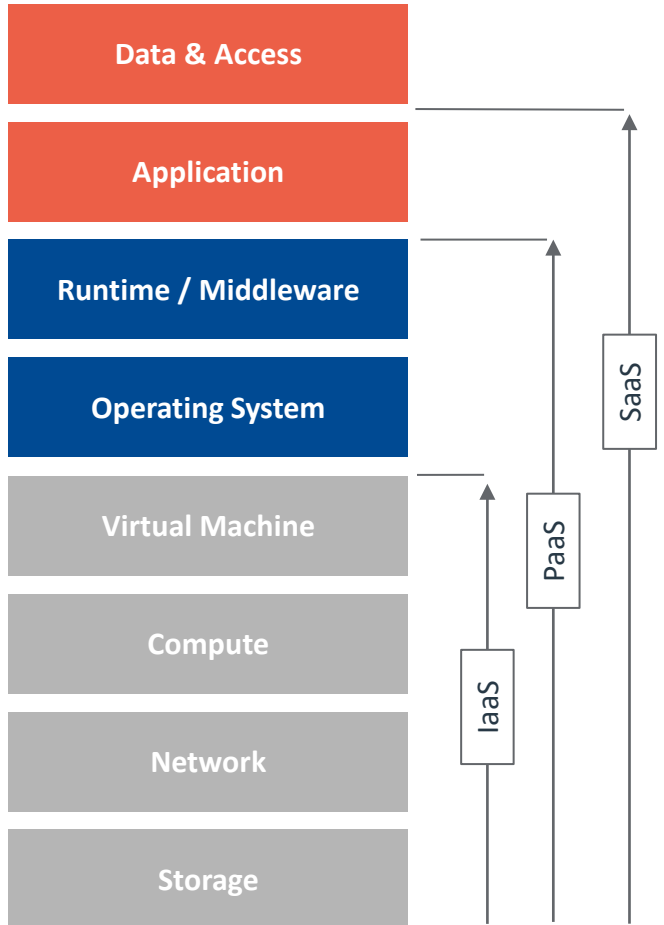 Data & Access
Application
Runtime / Middleware
Operating System
Virtual Machine
Compute
Network
Storage
IaaS
PaaS
SaaS